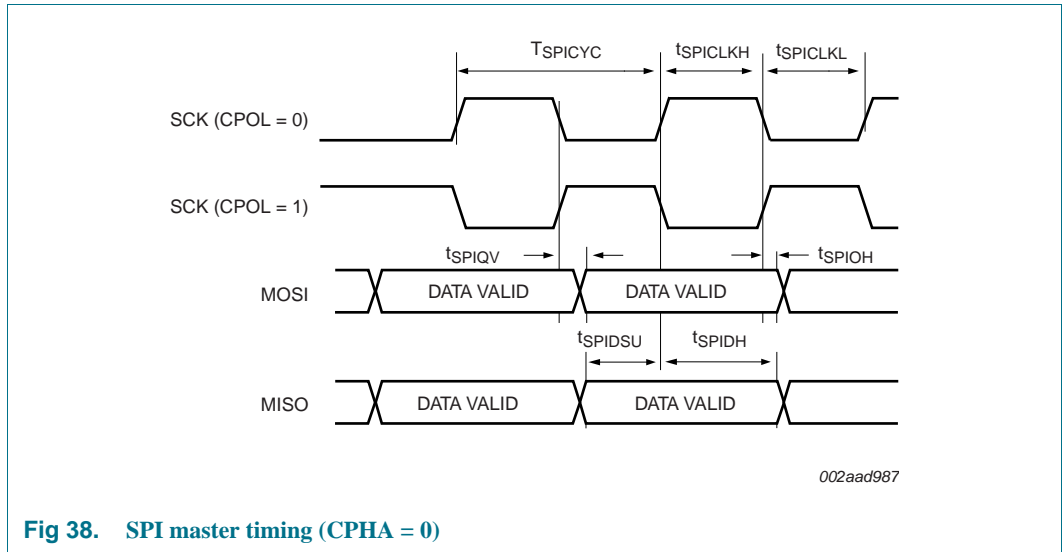 TSPICYC tSPICLKH tSPICLKL
SCK (CPOL = 0)
SCK (CPOL = 1)
tSPIQV tSPIOH
MOSI DATA VALID DATA VALID
tSPIDSU tSPIDH
MISO DATA VALID DATA VALID
002aad987
Fig 38. SPI master timing (CPHA = 0)